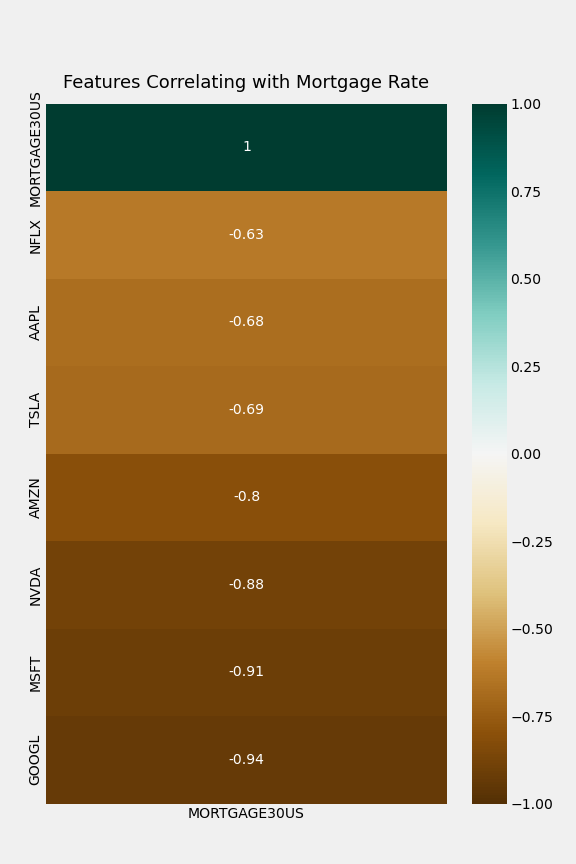 Features Correlating with Mortgage Rate
MORTGAGE30US
1
NFLX
-0.63
AAPL
-0.68
TSLA
-0.69
AMZN
-0.8
NVDA
-0.88
MSFT
-0.91
GOOGL
-0.94
MORTGAGE30US
1.00
0.75
0.50
0.25
0.00
−0.25
−0.50
−0.75
−1.00